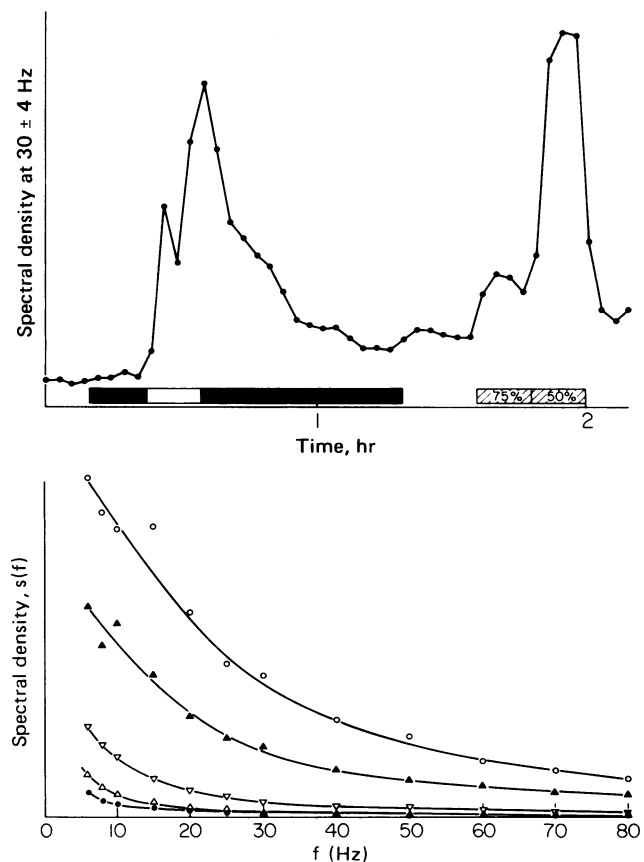 Spectral density at 30 ± 4 Hz
75%
50%
1
2
Time, hr
Spectral density, s(f)
0 10 20 30 40 50 60 70 80
f (Hz)